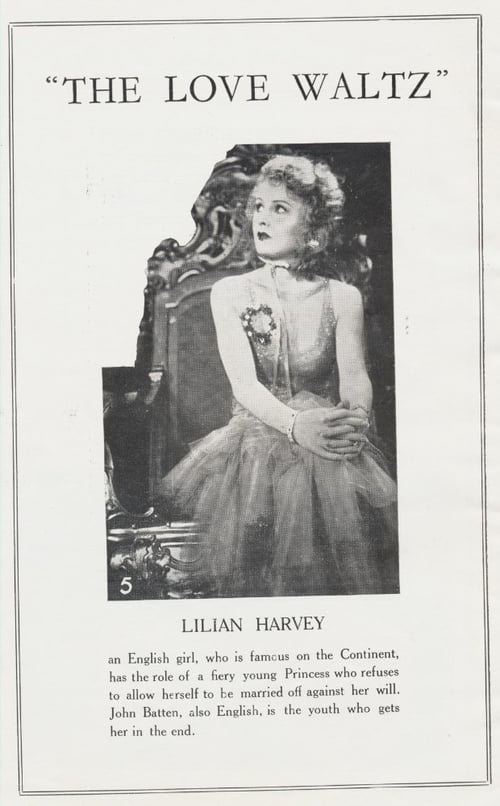 “THE LOVE WALTZ”
5
LILIAN HARVEY
an English girl, who is famous on the Continent,
has the role of a fiery young Princess who refuses
to allow herself to be married off against her will.
John Batten, also English, is the youth who gets
her in the end.